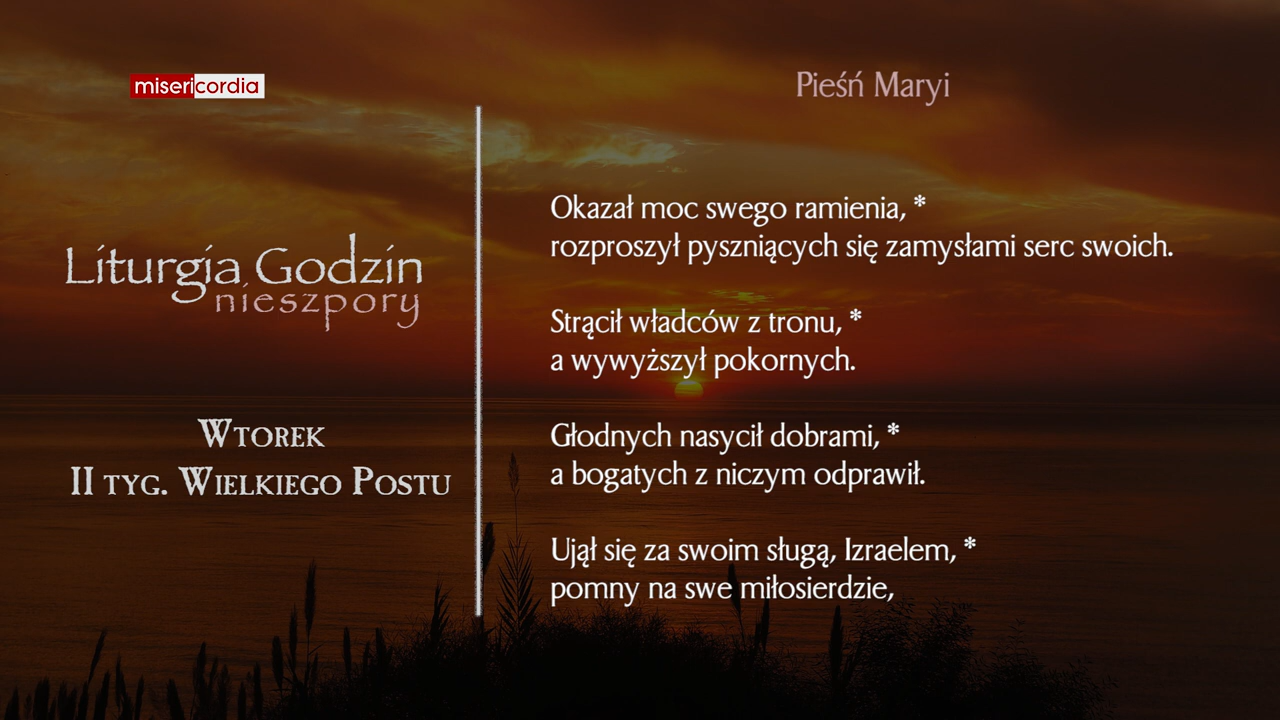 misericordia
Liturgia Godzin
nieszpory
Wtorek
II tyg. Wielkiego Postu
Pieśń Maryi
Okazał moc swego ramienia, *
rozproszył pyszniących się zamysłami serc swoich.
Strącił władców z tronu, *
a wywyższył pokornych.
Głodnych nasycił dobrami, *
a bogatych z niczym odprawił.
Ujął się za swoim sługą, Izraelem, *
pomny na swe miłosierdzie,